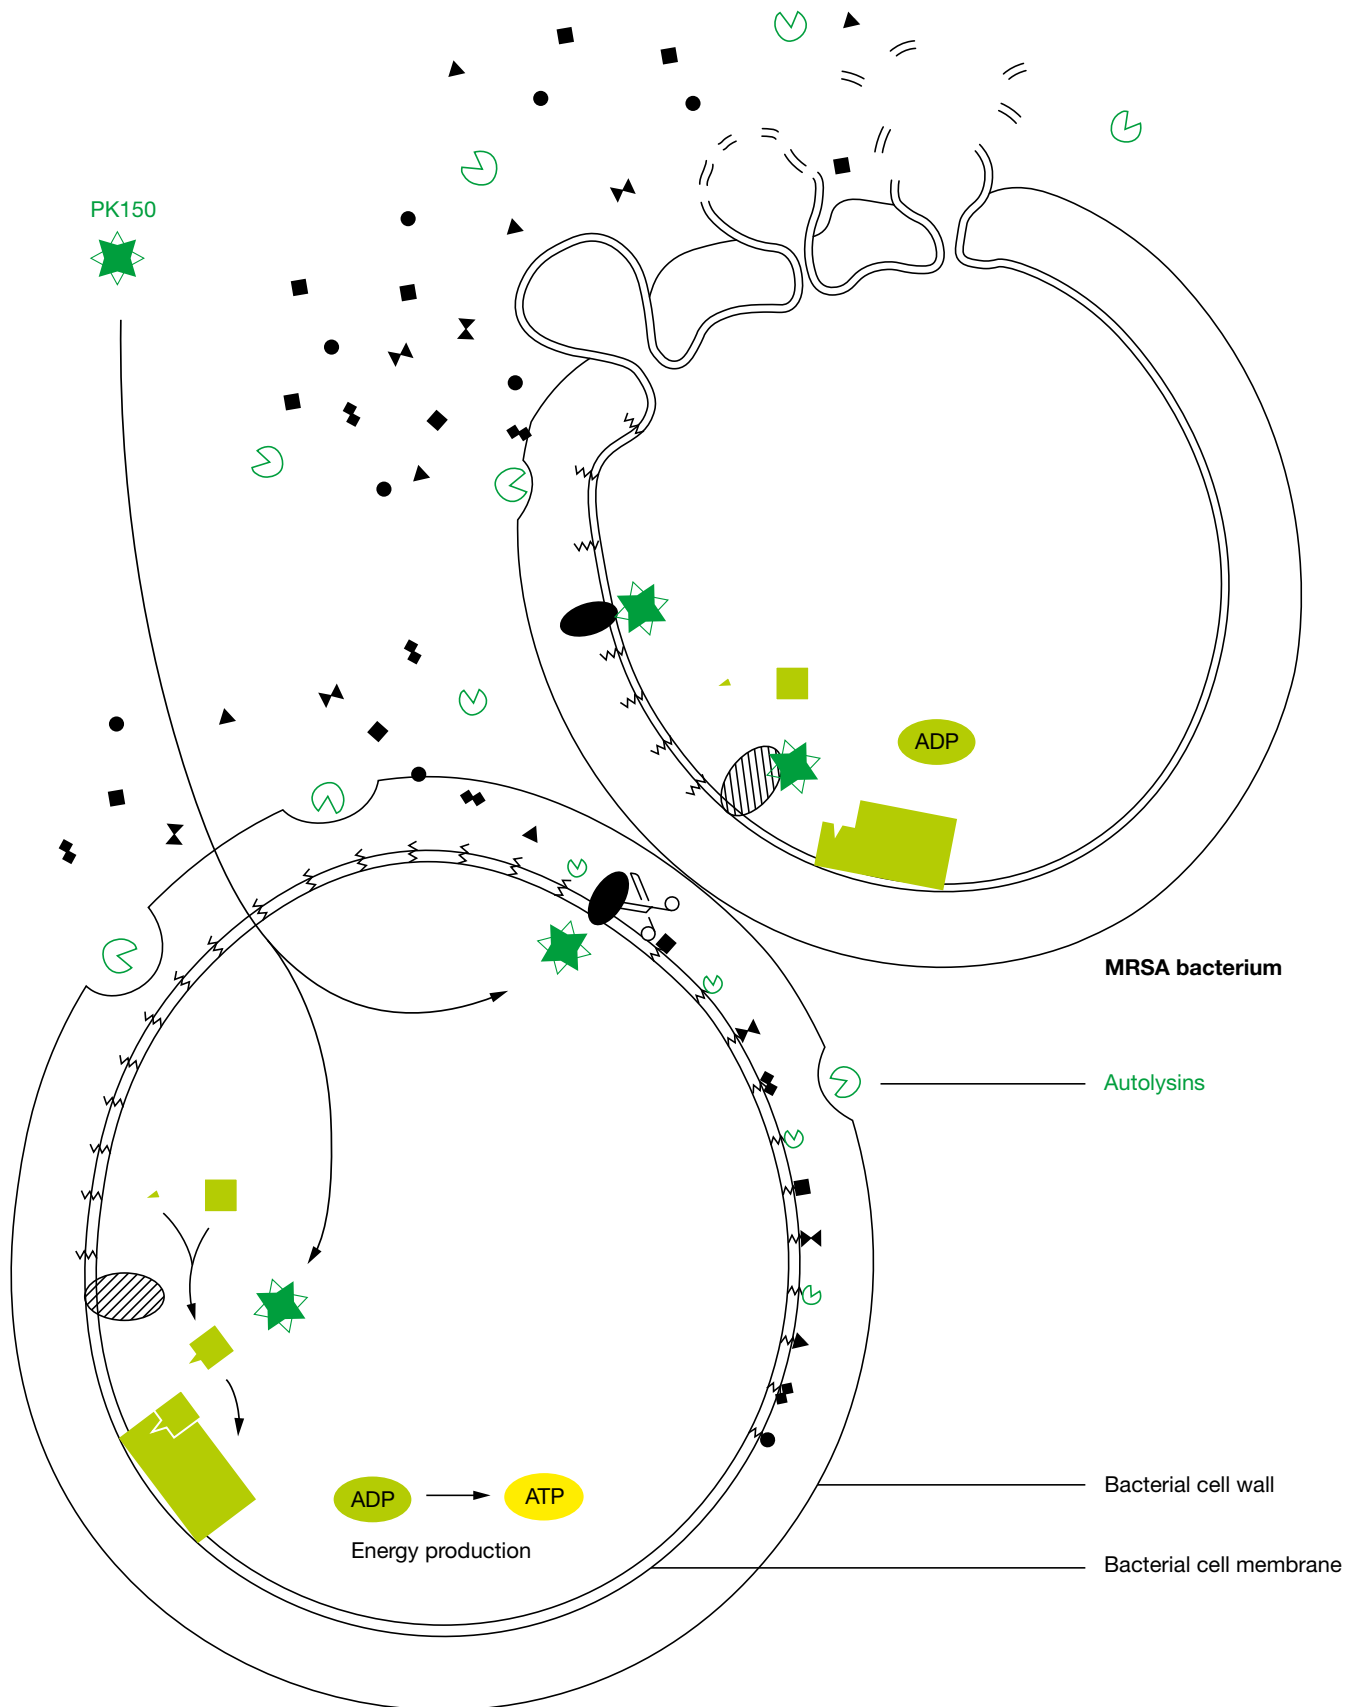 PK150
ADP
MRSA bacterium
Autolysins
Bacterial cell wall
ADP
ATP
Energy production
Bacterial cell membrane